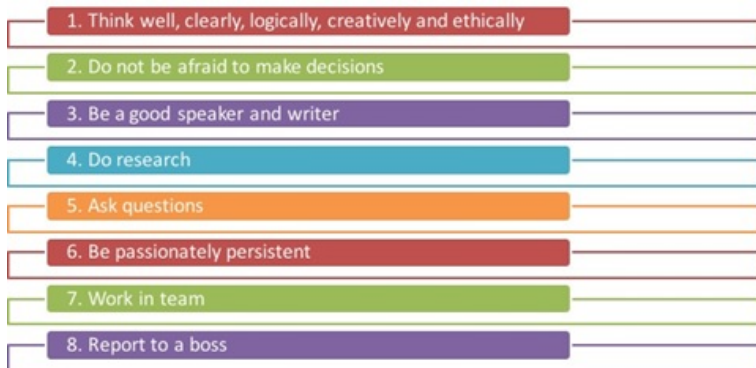 1. Think well, clearly, logically, creatively and ethically
2. Do not be afraid to make decisions
3. Be a good speaker and writer
4. Do research
5. Ask questions
6. Be passionately persistent
7. Work in team
8. Report to a boss